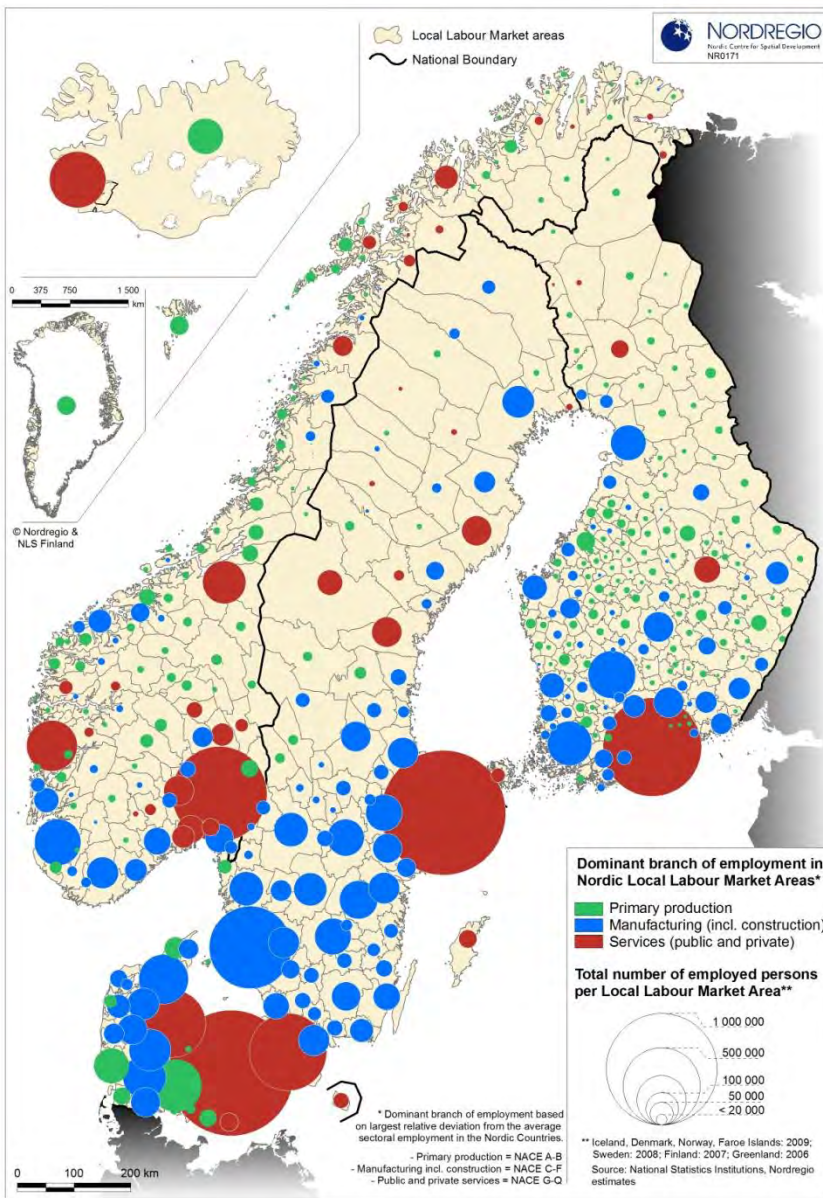 Local Labour Market areas
National Boundary
NORDREGIO
Nordic Centre for Spatial Development
NR0171
0 375 750 1 500
km
© Nordregio &
NLS Finland
Dominant branch of employment in
Nordic Local Labour Market Areas*
Primary production
Manufacturing (incl. construction)
Services (public and private)
Total number of employed persons
per Local Labour Market Area**
1 000 000
500 000
100 000
50 000
< 20 000
* Dominant branch of employment based
on largest relative deviation from the average
sectoral employment in the Nordic Countries.
- Primary production = NACE A-B
- Manufacturing incl. construction = NACE C-F
- Public and private services = NACE G-Q
** Iceland, Denmark, Norway, Faroe Islands: 2009;
Sweden: 2008; Finland: 2007; Greenland: 2006
Source: National Statistics Institutions, Nordregio
estimates
0 100 200
km